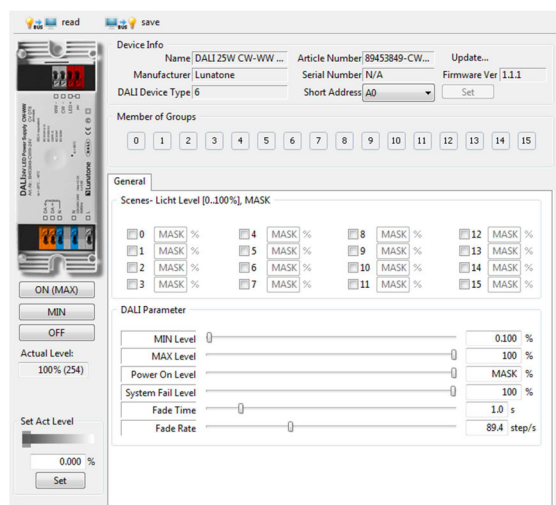 read save
Device Info
Name DALI 25W CW-WW ... Article Number 89453849-CW... Update...
Manufacturer Lunatone Serial Number N/A Firmware Ver 1.1.1
DALI Device Type 6 Short Address A0 Set
Member of Groups
0 1 2 3 4 5 6 7 8 9 10 11 12 13 14 15
General
Scenes- Licht Level [0..100%], MASK
0 MASK % 4 MASK % 8 MASK % 12 MASK %
1 MASK % 5 MASK % 9 MASK % 13 MASK %
2 MASK % 6 MASK % 10 MASK % 14 MASK %
3 MASK % 7 MASK % 11 MASK % 15 MASK %
ON (MAX)
MIN
OFF
Actual Level:
100% (254)
DALI Parameter
MIN Level 0.100 %
MAX Level 100 %
Power On Level MASK %
System Fail Level 100 %
Fade Time 1.0 s
Fade Rate 89.4 step/s
Set Act Level
0.000 %
Set
Lunatone